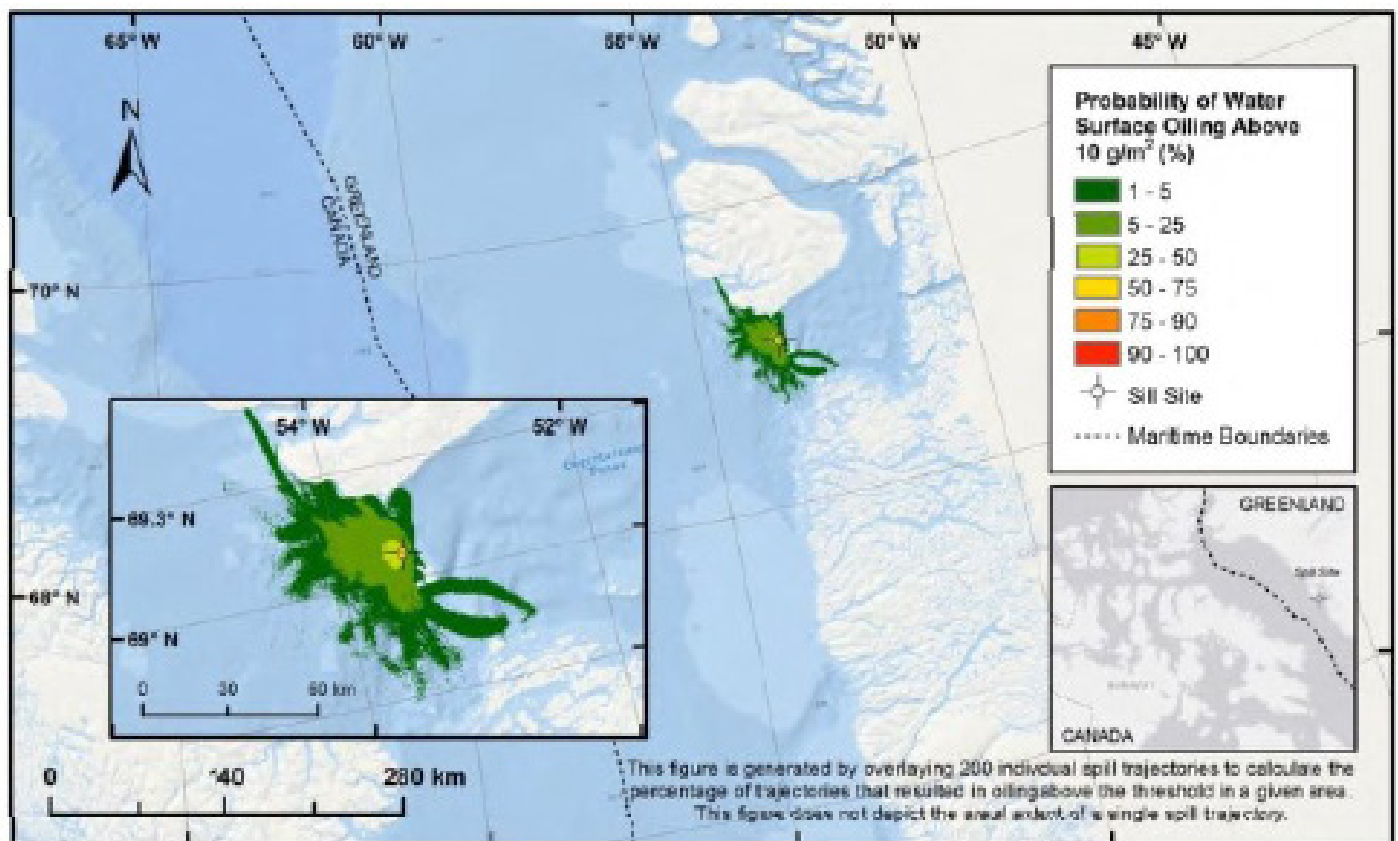 65° W
60° W
55° W
50° W
45° W
N
GREENLAND
CANADA
70° N
68° N
Probability of Water
Surface Oiling Above
10 g/m² (%)
1 - 5
5 - 25
25 - 50
50 - 75
75 - 90
90 - 100
Sill Site
Maritime Boundaries
54° W
52° W
69.3° N
69° N
0 30 60 km
0 140 280 km
GREENLAND
Spill Site
CANADA
This figure is generated by overlaying 200 individual spill trajectories to calculate the
percentage of trajectories that resulted in oilingabove the threshold in a given area.
This figure does not depict the areal extent of a single spill trajectory.